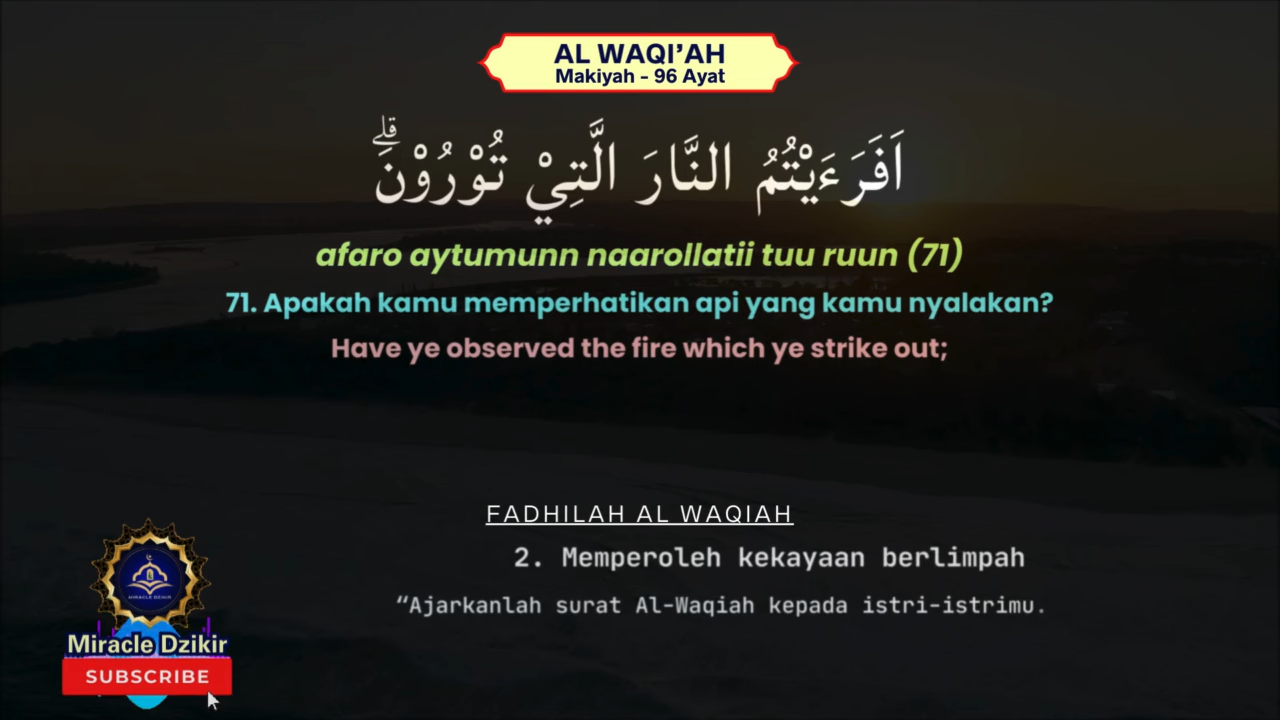 AL WAQI’AH
Makiyah - 96 Ayat
اَفَرَءَيْتُمُ النَّارَ الَّتِيْ تُوْرُوْنَۗ
afaro aytumunn naarollatii tuu ruun (71)
71. Apakah kamu memperhatikan api yang kamu nyalakan?
Have ye observed the fire which ye strike out;
FADHILAH AL WAQIAH
2. Memperoleh kekayaan berlimpah
“Ajarkanlah surat Al-Waqiah kepada istri-istrimu.
MIRACLE DZIKIR
Miracle Dzikir
SUBSCRIBE